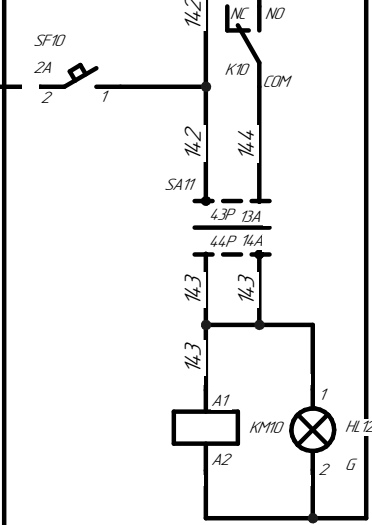 142
NC NO
SF10
2A
K10
COM
2
1
142
144
SA11
43P 13A
44P 14A
143
143
143
1
A1
KM10
HL12
A2
2
G